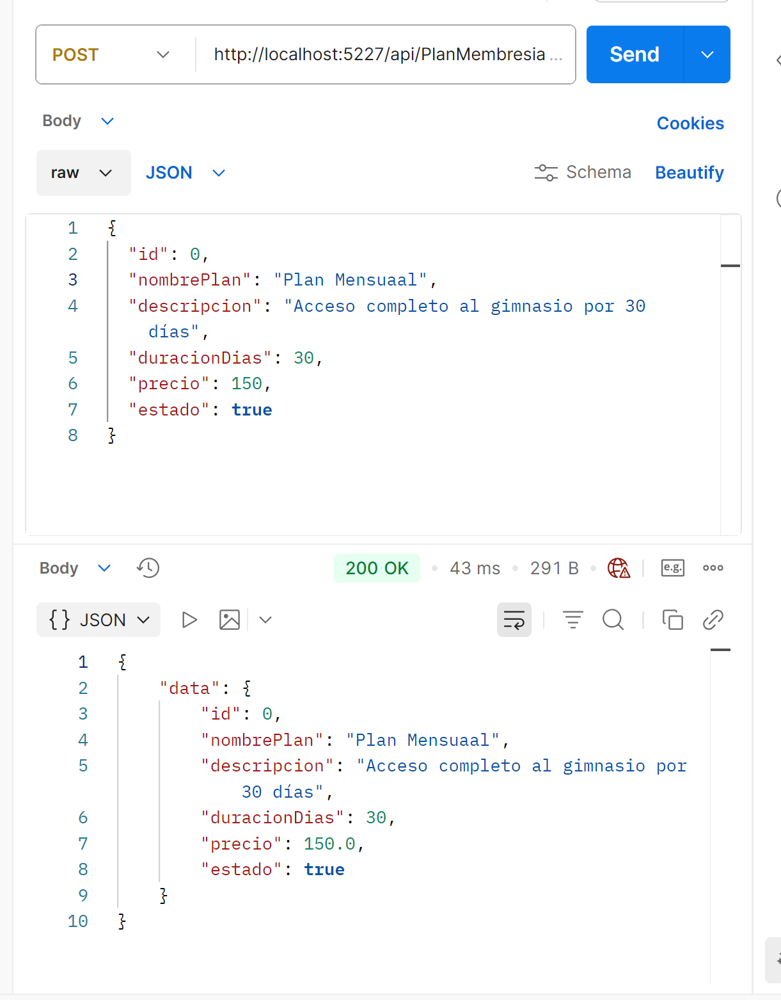 POST http://localhost:5227/api/PlanMembresia ... Send
Body Cookies
raw JSON Schema Beautify
1 {
2 "id": 0,
3 "nombrePlan": "Plan Mensuaal",
4 "descripcion": "Acceso completo al gimnasio por 30
días",
5 "duracionDias": 30,
6 "precio": 150,
7 "estado": true
8 }
Body 200 OK • 43 ms • 291 B • e.g. ...
{} JSON
1 {
2 "data": {
3 "id": 0,
4 "nombrePlan": "Plan Mensuaal",
5 "descripcion": "Acceso completo al gimnasio por
30 días",
6 "duracionDias": 30,
7 "precio": 150.0,
8 "estado": true
9 }
10 }